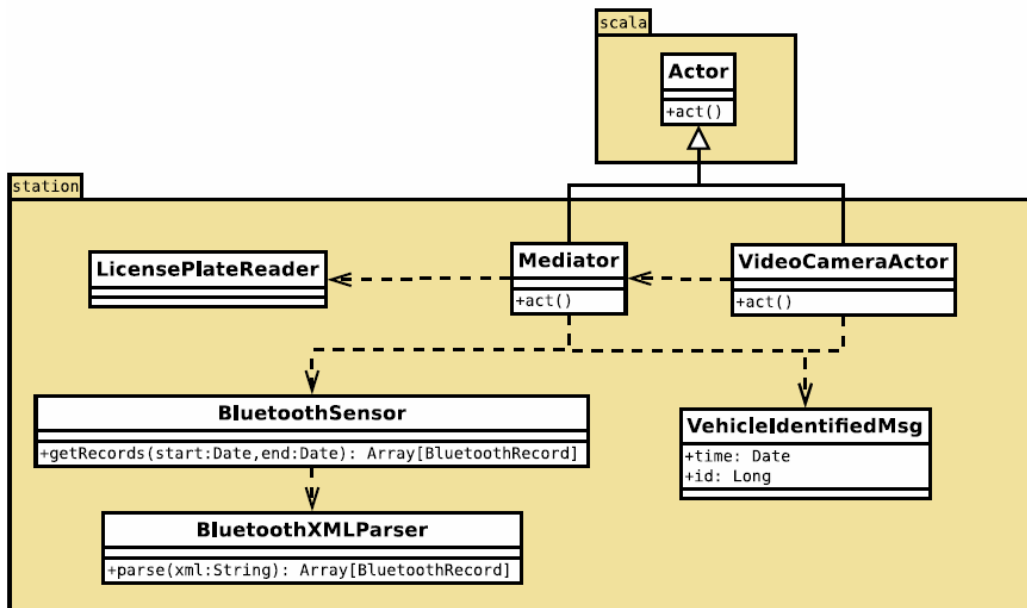 scala
Actor
+act()
station
LicensePlateReader
Mediator
+act()
VideoCameraActor
+act()
BluetoothSensor
+getRecords(start:Date,end:Date): Array[BluetoothRecord]
VehicleIdentifiedMsg
+time: Date
+id: Long
BluetoothXMLParser
+parse(xml:String): Array[BluetoothRecord]